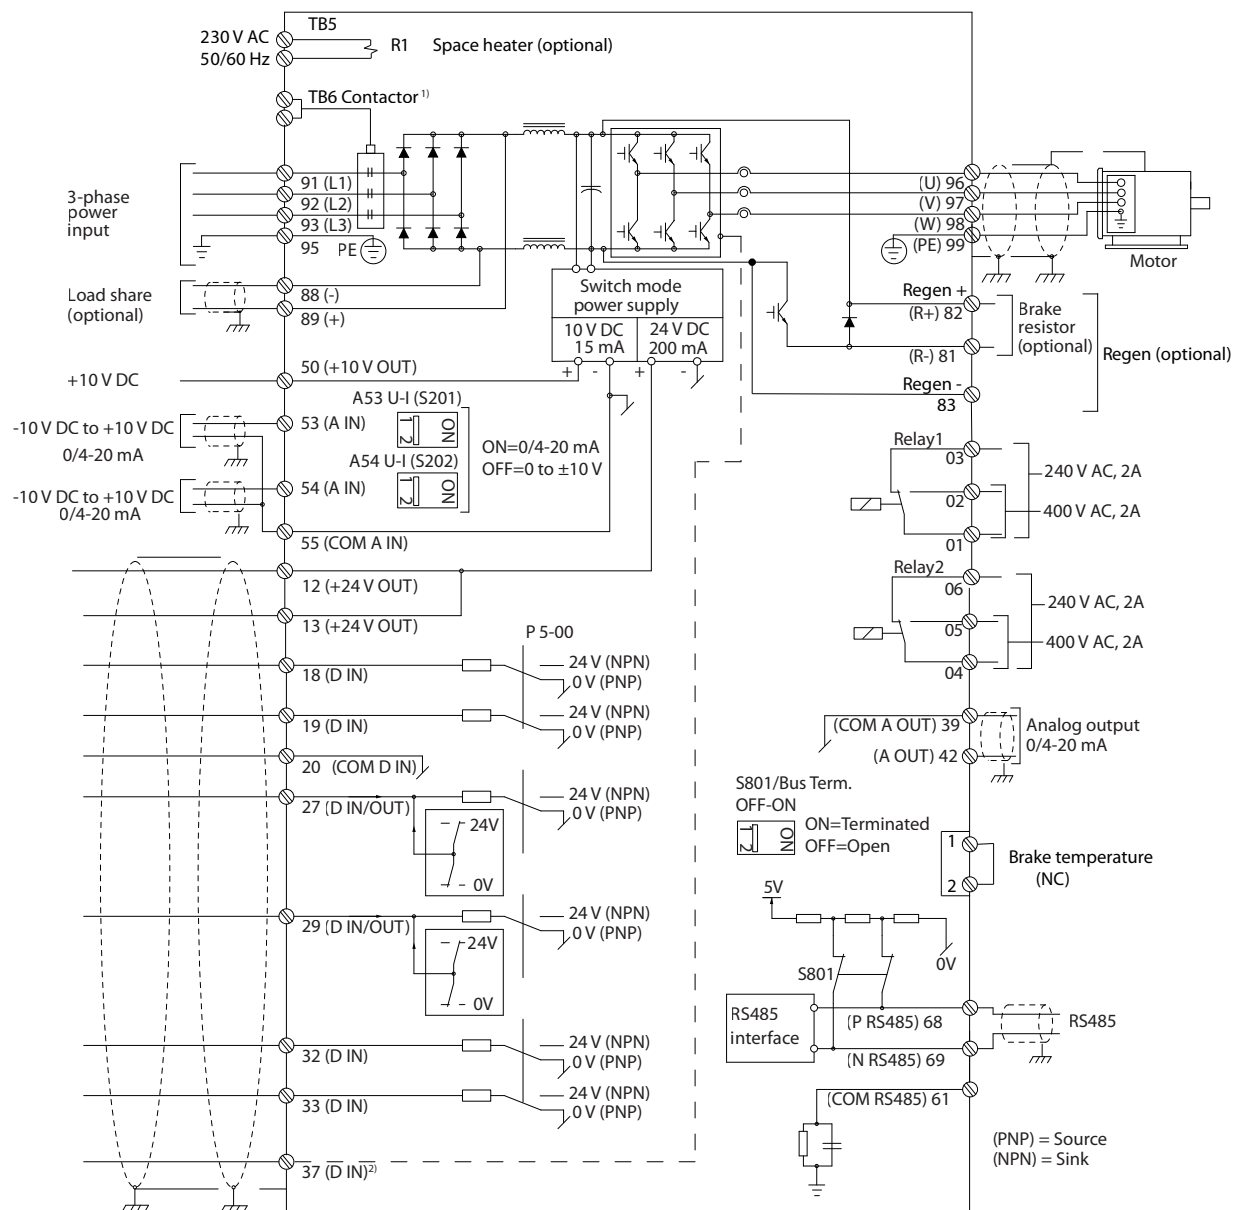 TB5
230 V AC
50/60 Hz
R1
Space heater (optional)
TB6 Contactor 1)
3-phase
power
input
91 (L1)
92 (L2)
93 (L3)
95
PE
(U) 96
(V) 97
(W) 98
(PE) 99
Motor
Load share
(optional)
88 (-)
89 (+)
Switch mode
power supply
10 V DC
15 mA
24 V DC
200 mA
+
-
+
-
Regen +
(R+) 82
Brake
resistor
(optional)
(R-) 81
Regen (optional)
Regen -
83
+10 V DC
50 (+10 V OUT)
A53 U-I (S201)
1 2
ON
-10 V DC to +10 V DC
0/4-20 mA
53 (A IN)
A54 U-I (S202)
1 2
ON
ON=0/4-20 mA
OFF=0 to ±10 V
-10 V DC to +10 V DC
0/4-20 mA
54 (A IN)
55 (COM A IN)
Relay1
03
240 V AC, 2A
02
400 V AC, 2A
01
Relay2
06
240 V AC, 2A
05
400 V AC, 2A
04
12 (+24 V OUT)
13 (+24 V OUT)
P 5-00
18 (D IN)
24 V (NPN)
0 V (PNP)
19 (D IN)
24 V (NPN)
0 V (PNP)
20 (COM D IN)
27 (D IN/OUT)
24 V (NPN)
0 V (PNP)
24V
0V
29 (D IN/OUT)
24 V (NPN)
0 V (PNP)
24V
0V
32 (D IN)
24 V (NPN)
0 V (PNP)
33 (D IN)
24 V (NPN)
0 V (PNP)
37 (D IN) 2)
(COM A OUT) 39
(A OUT) 42
Analog output
0/4-20 mA
S801/Bus Term.
OFF-ON
1 2
ON
ON=Terminated
OFF=Open
1
2
Brake temperature
(NC)
5V
0V
S801
RS485
interface
(P RS485) 68
(N RS485) 69
RS485
(COM RS485) 61
(PNP) = Source
(NPN) = Sink